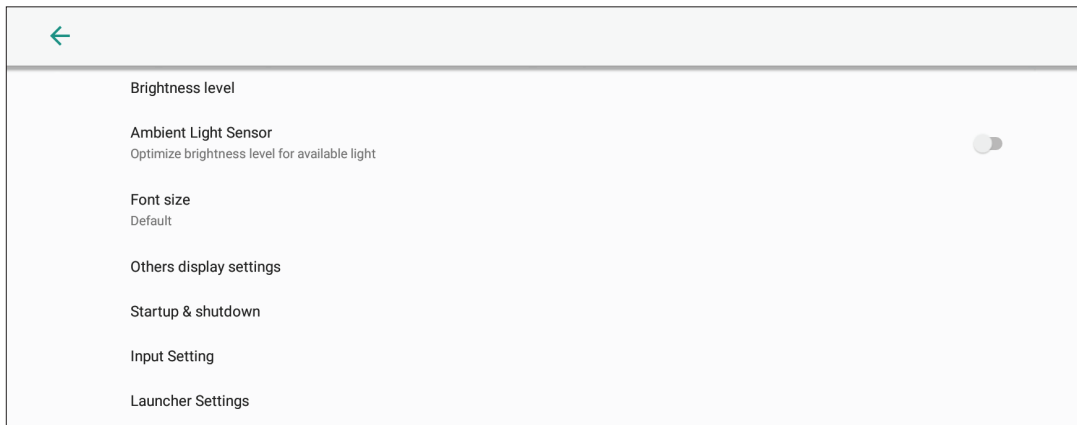 Brightness level
Ambient Light Sensor
Optimize brightness level for available light
Font size
Default
Others display settings
Startup & shutdown
Input Setting
Launcher Settings